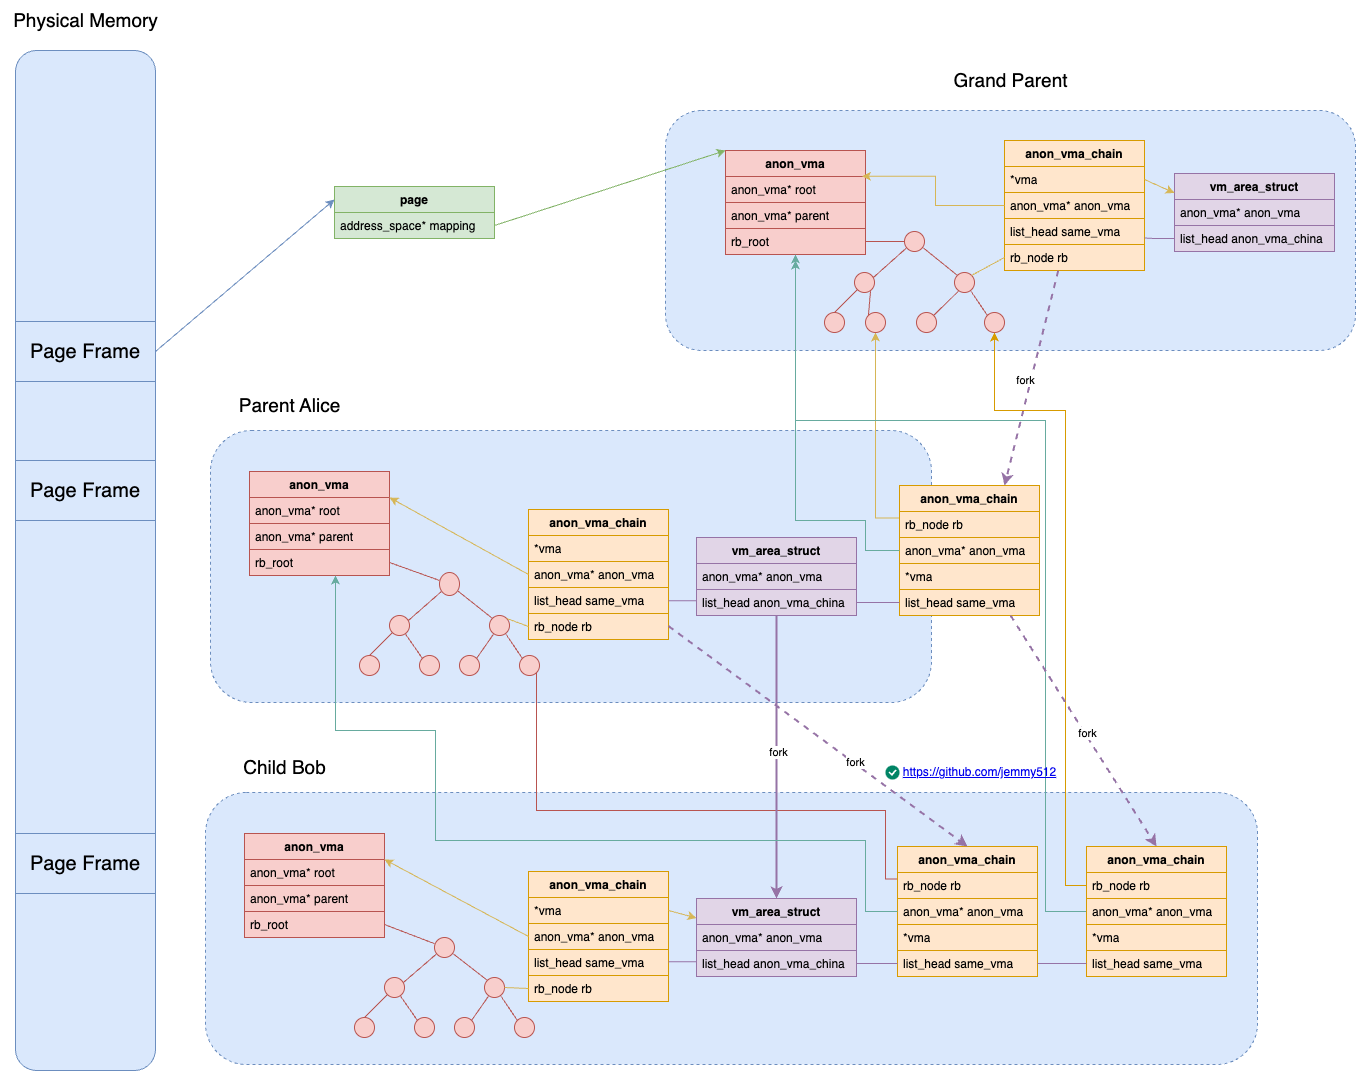 Physical Memory
Page Frame
Page Frame
Page Frame
page
address_space* mapping
Grand Parent
anon_vma
anon_vma* root
anon_vma* parent
rb_root
anon_vma_chain
*vma
anon_vma* anon_vma
list_head same_vma
rb_node rb
vm_area_struct
anon_vma* anon_vma
list_head anon_vma_china
fork
Parent Alice
anon_vma
anon_vma* root
anon_vma* parent
rb_root
anon_vma_chain
*vma
anon_vma* anon_vma
list_head same_vma
rb_node rb
vm_area_struct
anon_vma* anon_vma
list_head anon_vma_china
anon_vma_chain
rb_node rb
anon_vma* anon_vma
*vma
list_head same_vma
fork
fork
fork
https://github.com/jemmy512
Child Bob
anon_vma
anon_vma* root
anon_vma* parent
rb_root
anon_vma_chain
*vma
anon_vma* anon_vma
list_head same_vma
rb_node rb
vm_area_struct
anon_vma* anon_vma
list_head anon_vma_china
anon_vma_chain
rb_node rb
anon_vma* anon_vma
*vma
list_head same_vma
anon_vma_chain
rb_node rb
anon_vma* anon_vma
*vma
list_head same_vma